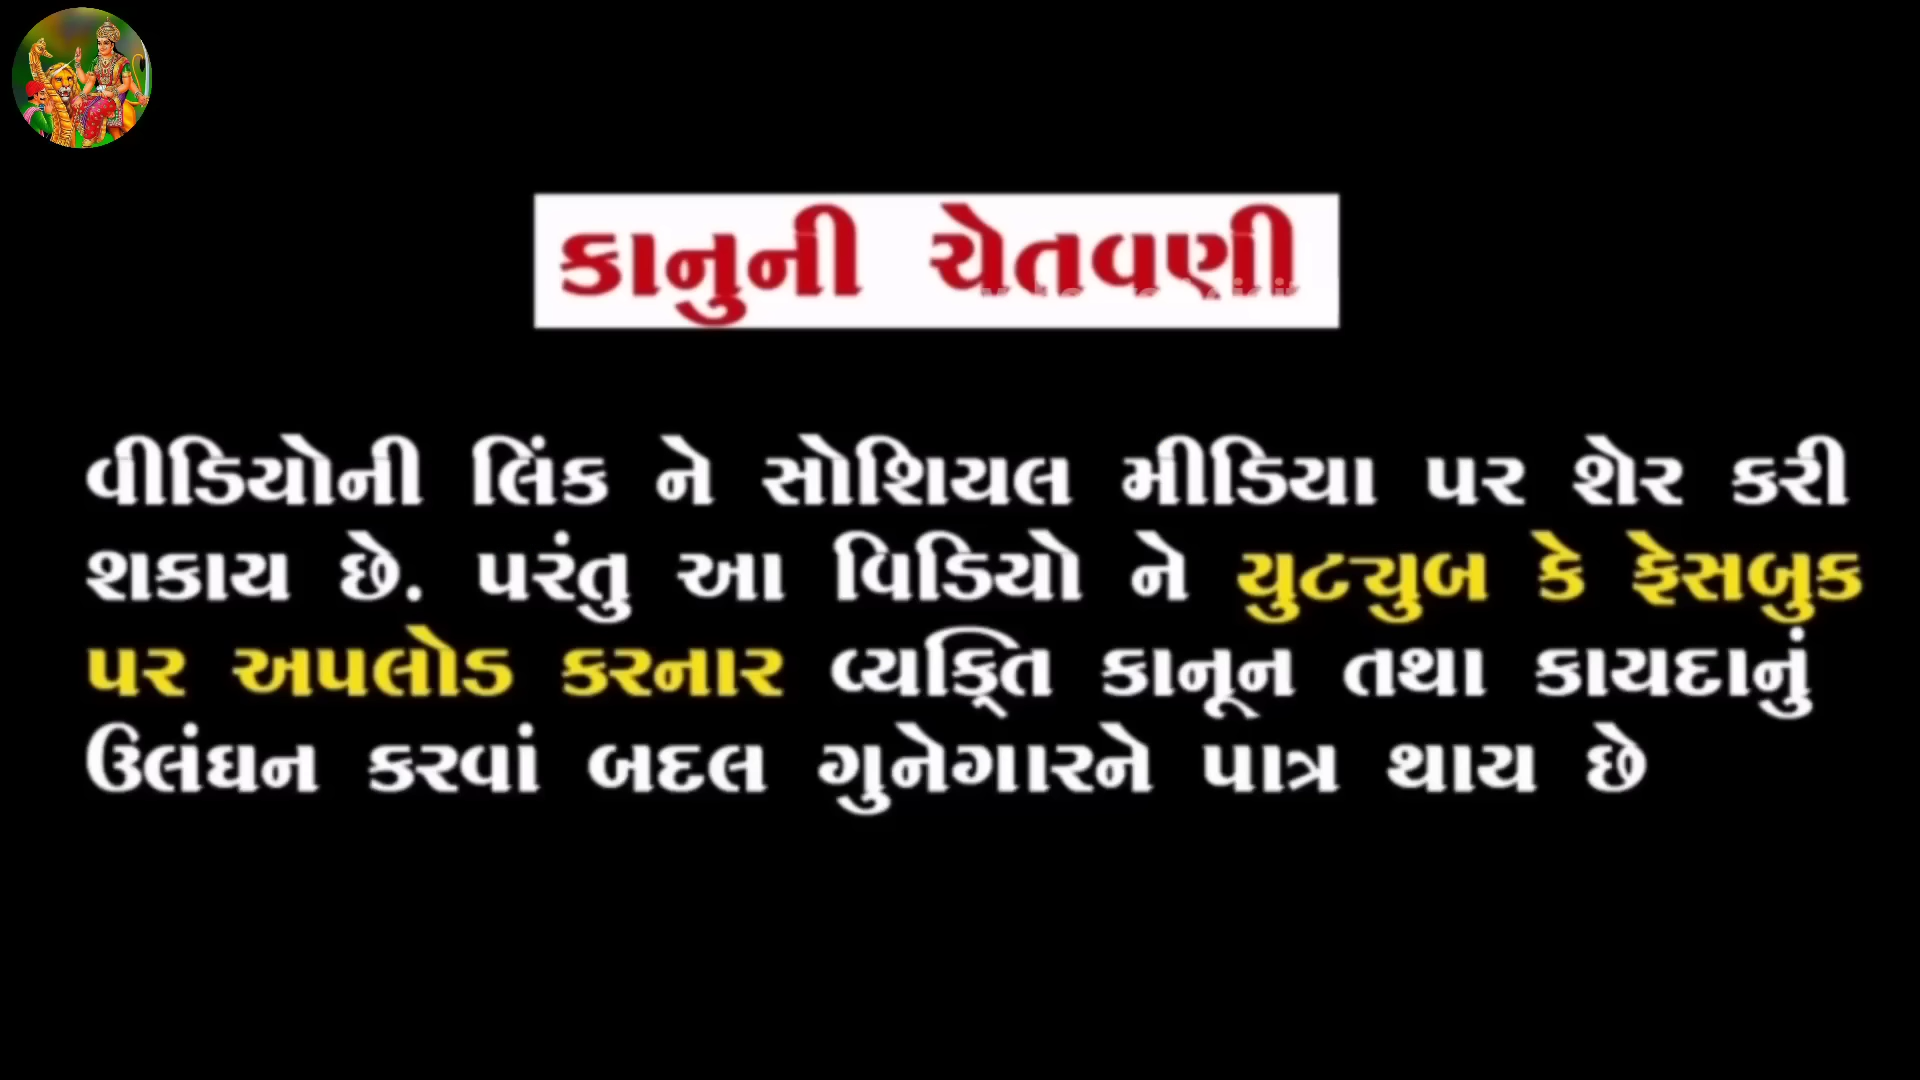 કાનુની ચેતવણી
વીડિયોની લિંક ને સોશિયલ મીડિયા પર શેર કરી
શકાય છે. પરંતુ આ વિડિયો ને યુટ્યુબ કે ફેસબુક
પર અપલોડ કરનાર વ્યક્તિ કાનૂન તથા કાયદાનું
ઉલંઘન કરવાં બદલ ગુનેગારને પાત્ર થાય છે